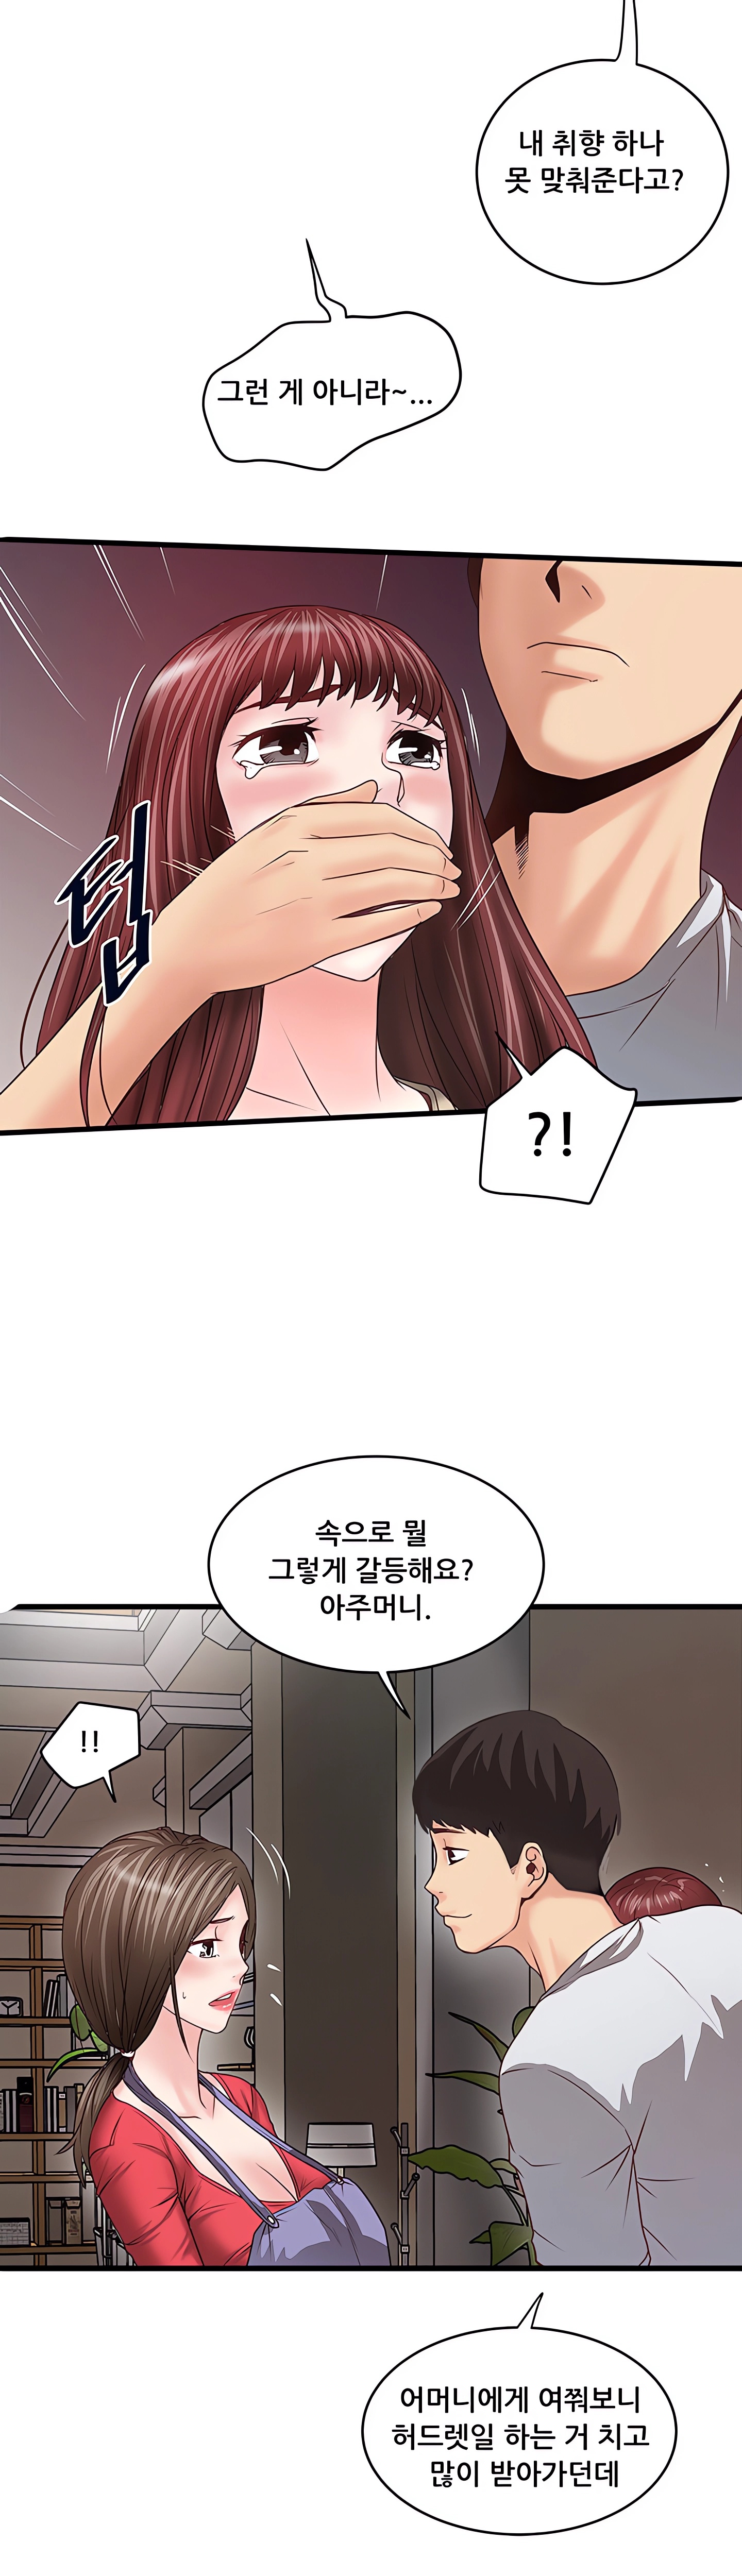 내 취향 하나
못 맞춰준다고?
그런 게 아니라~...
텁
?!
속으로 뭘
그렇게 갈등해요?
아주머니.
!!
어머니에게 여쭤보니
허드렛일 하는 거 치고
많이 받아가던데